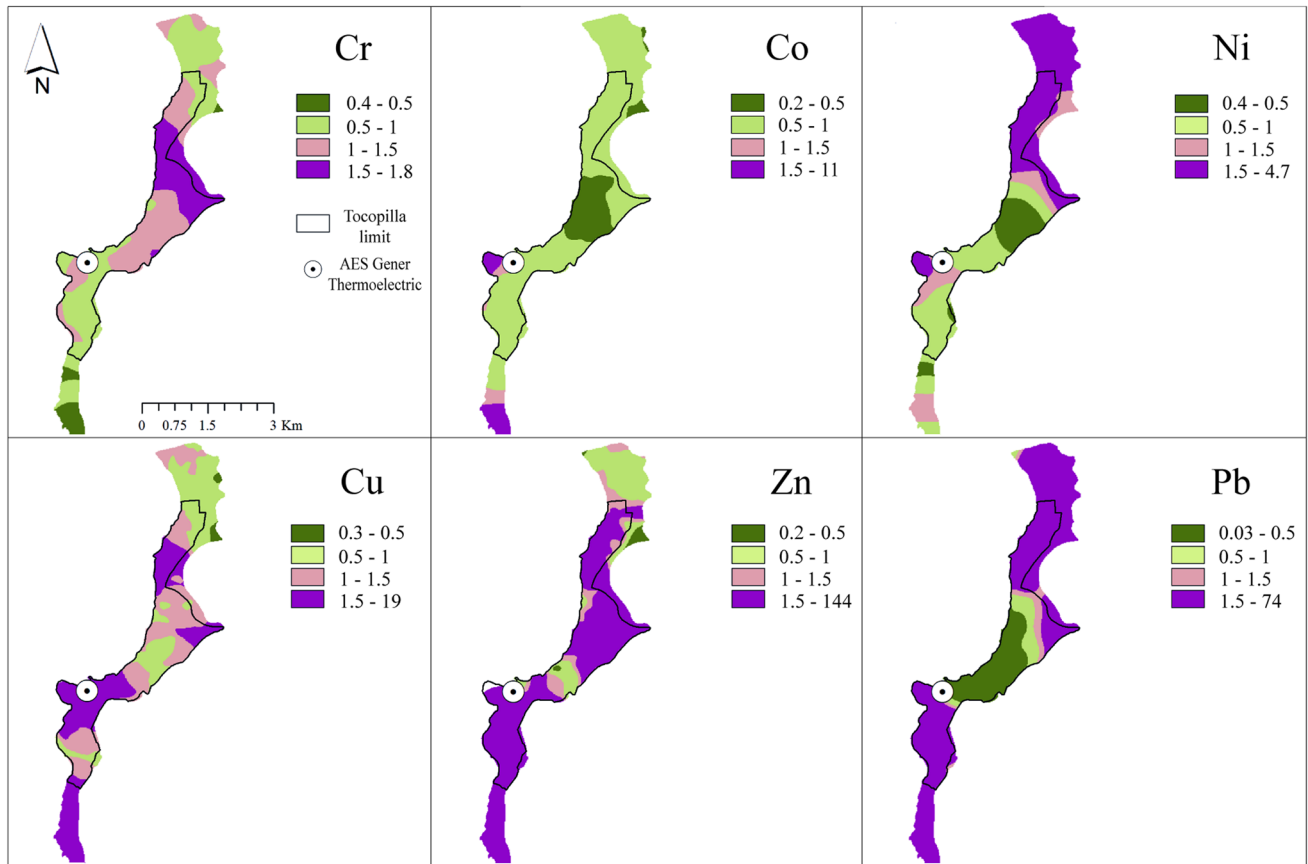 Cr
N
0.4 - 0.5
0.5 - 1
1 - 1.5
1.5 - 1.8
Tocopilla
limit
AES Gener
Thermoelectric
0 0.75 1.5 3 Km
Co
0.2 - 0.5
0.5 - 1
1 - 1.5
1.5 - 11
Ni
0.4 - 0.5
0.5 - 1
1 - 1.5
1.5 - 4.7
Cu
0.3 - 0.5
0.5 - 1
1 - 1.5
1.5 - 19
Zn
0.2 - 0.5
0.5 - 1
1 - 1.5
1.5 - 144
Pb
0.03 - 0.5
0.5 - 1
1 - 1.5
1.5 - 74